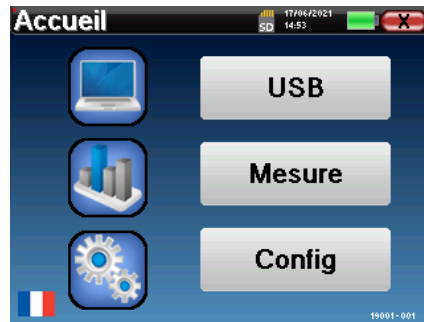 Accueil
SD
17/06/2021
14:53
X
USB
Mesure
Config
19001-001